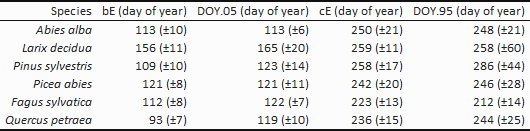 Species bE (day of year) DOY.05 (day of year) cE (day of year) DOY.95 (day of year)
Abies alba 113 (±10) 113 (±6) 250 (±21) 248 (±21)
Larix decidua 156 (±11) 165 (±20) 259 (±11) 258 (±60)
Pinus sylvestris 109 (±10) 123 (±14) 258 (±17) 286 (±44)
Picea abies 121 (±8) 121 (±11) 242 (±20) 246 (±28)
Fagus sylvatica 112 (±8) 122 (±7) 223 (±13) 212 (±14)
Quercus petraea 93 (±7) 119 (±10) 236 (±15) 244 (±25)